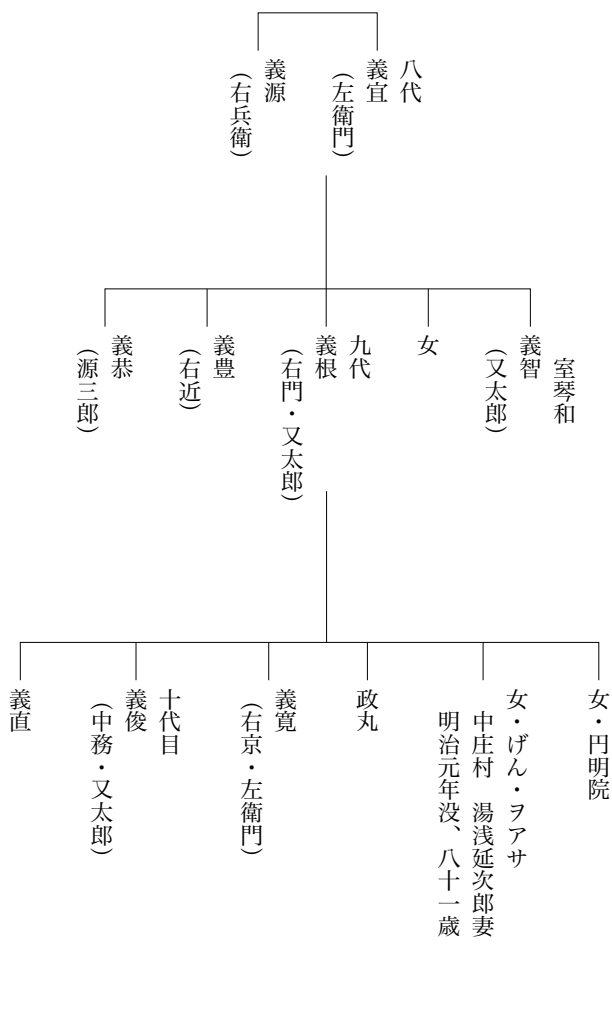 八代
義宜
(左衛門)
義源
(右兵衛)
室琴和
義智
(又太郎)
女
九代
義根
(右門・又太郎)
義豊
(右近)
義恭
(源三郎)
女・円明院
女・げん・ヲアサ
中庄村　湯浅延次郎妻
明治元年没、八十一歳
政丸
義寛
(右京・左衛門)
十代目
義俊
(中務・又太郎)
義直